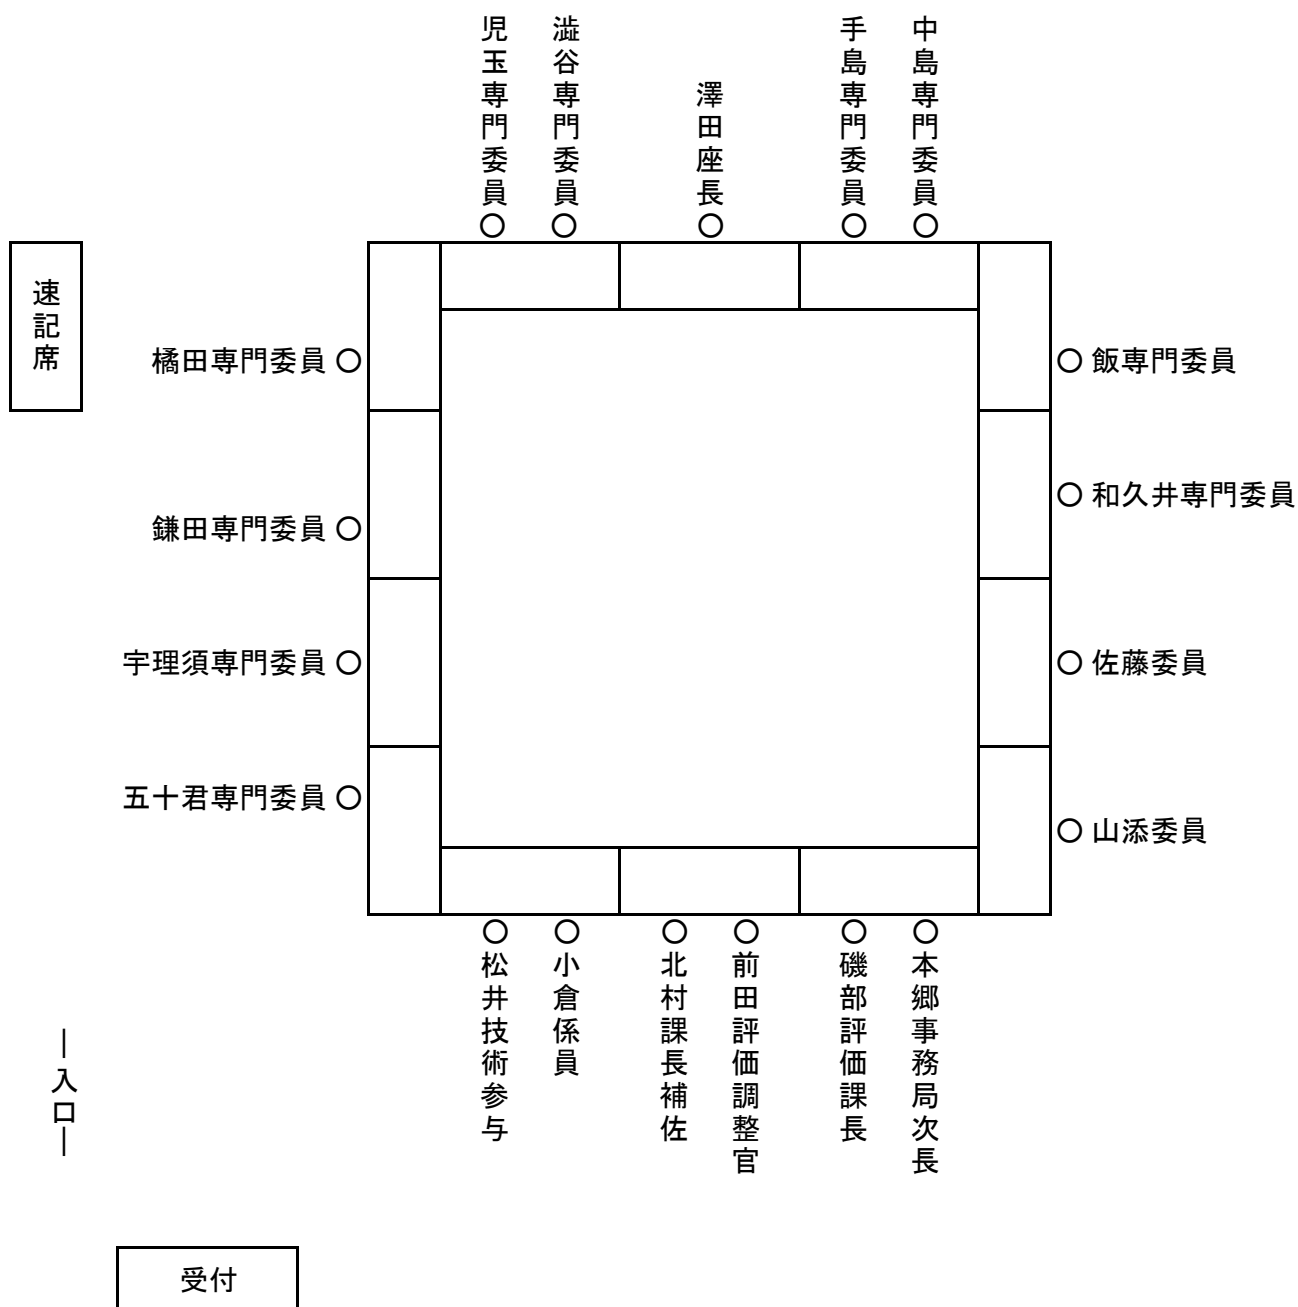 児玉専門委員
澁谷専門委員
澤田座長
手島専門委員
中島専門委員
速記席
橘田専門委員
飯専門委員
和久井専門委員
鎌田専門委員
宇理須専門委員
佐藤委員
五十君専門委員
山添委員
松井技術参与
小倉係員
北村課長補佐
前田評価調整官
磯部評価課長
本郷事務局次長
―入口―
受付